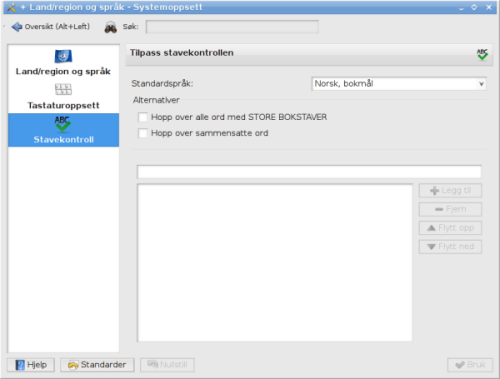 + Land/region og språk - Systemoppsett
Oversikt (Alt+Left) Søk:
Land/region og språk
Tastaturoppsett
ABC
Stavekontroll
Tilpass stavekontrollen
ABC
Standardspråk: Norsk, bokmål
Alternativer
Hopp over alle ord med STORE BOKSTAVER
Hopp over sammensatte ord
Legg til
Fjern
Flytt opp
Flytt ned
Hjelp Standarder Nullstill Bruk